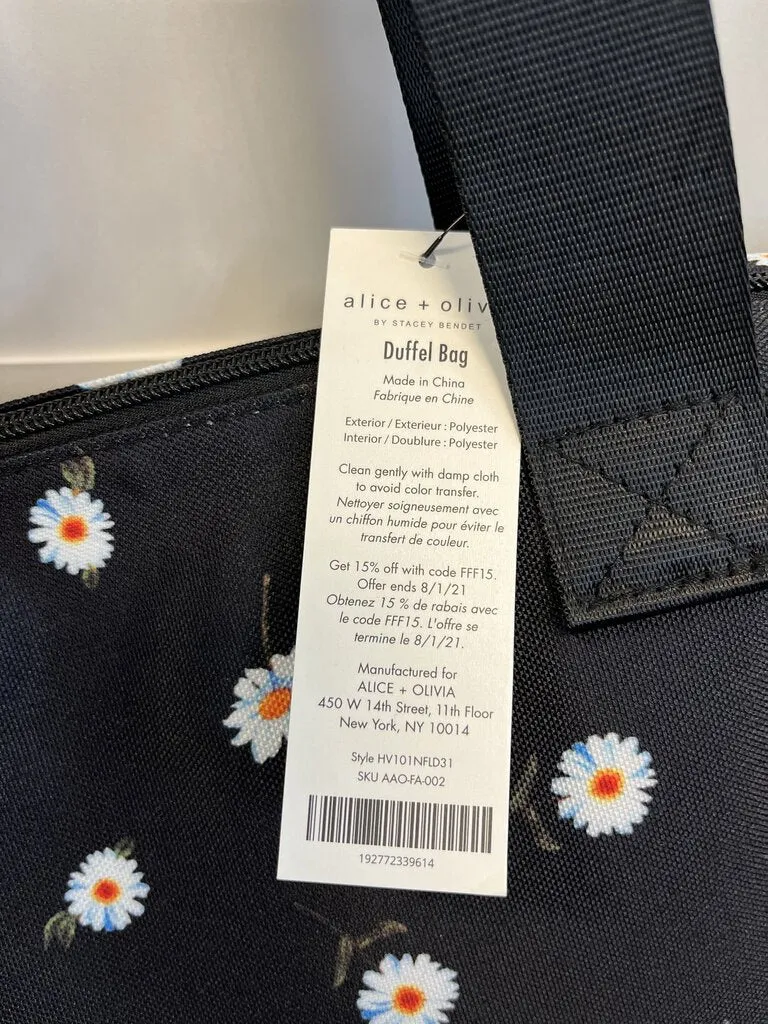 alice + oliv
BY STACEY BENDET
Duffel Bag
Made in China
Fabrique en Chine
Exterior / Exterieur : Polyester
Interior / Doublure : Polyester
Clean gently with damp cloth
to avoid color transfer.
Nettoyer soigneusement avec
un chiffon humide pour éviter le
transfert de couleur.
Get 15% off with code FFF15.
Offer ends 8/1/21
Obtenez 15 % de rabais avec
le code FFF15. L'offre se
termine le 8/1/21.
Manufactured for
ALICE + OLIVIA
450 W 14th Street, 11th Floor
New York, NY 10014
Style HV101NFLD31
SKU AAO-FA-002
192772339614